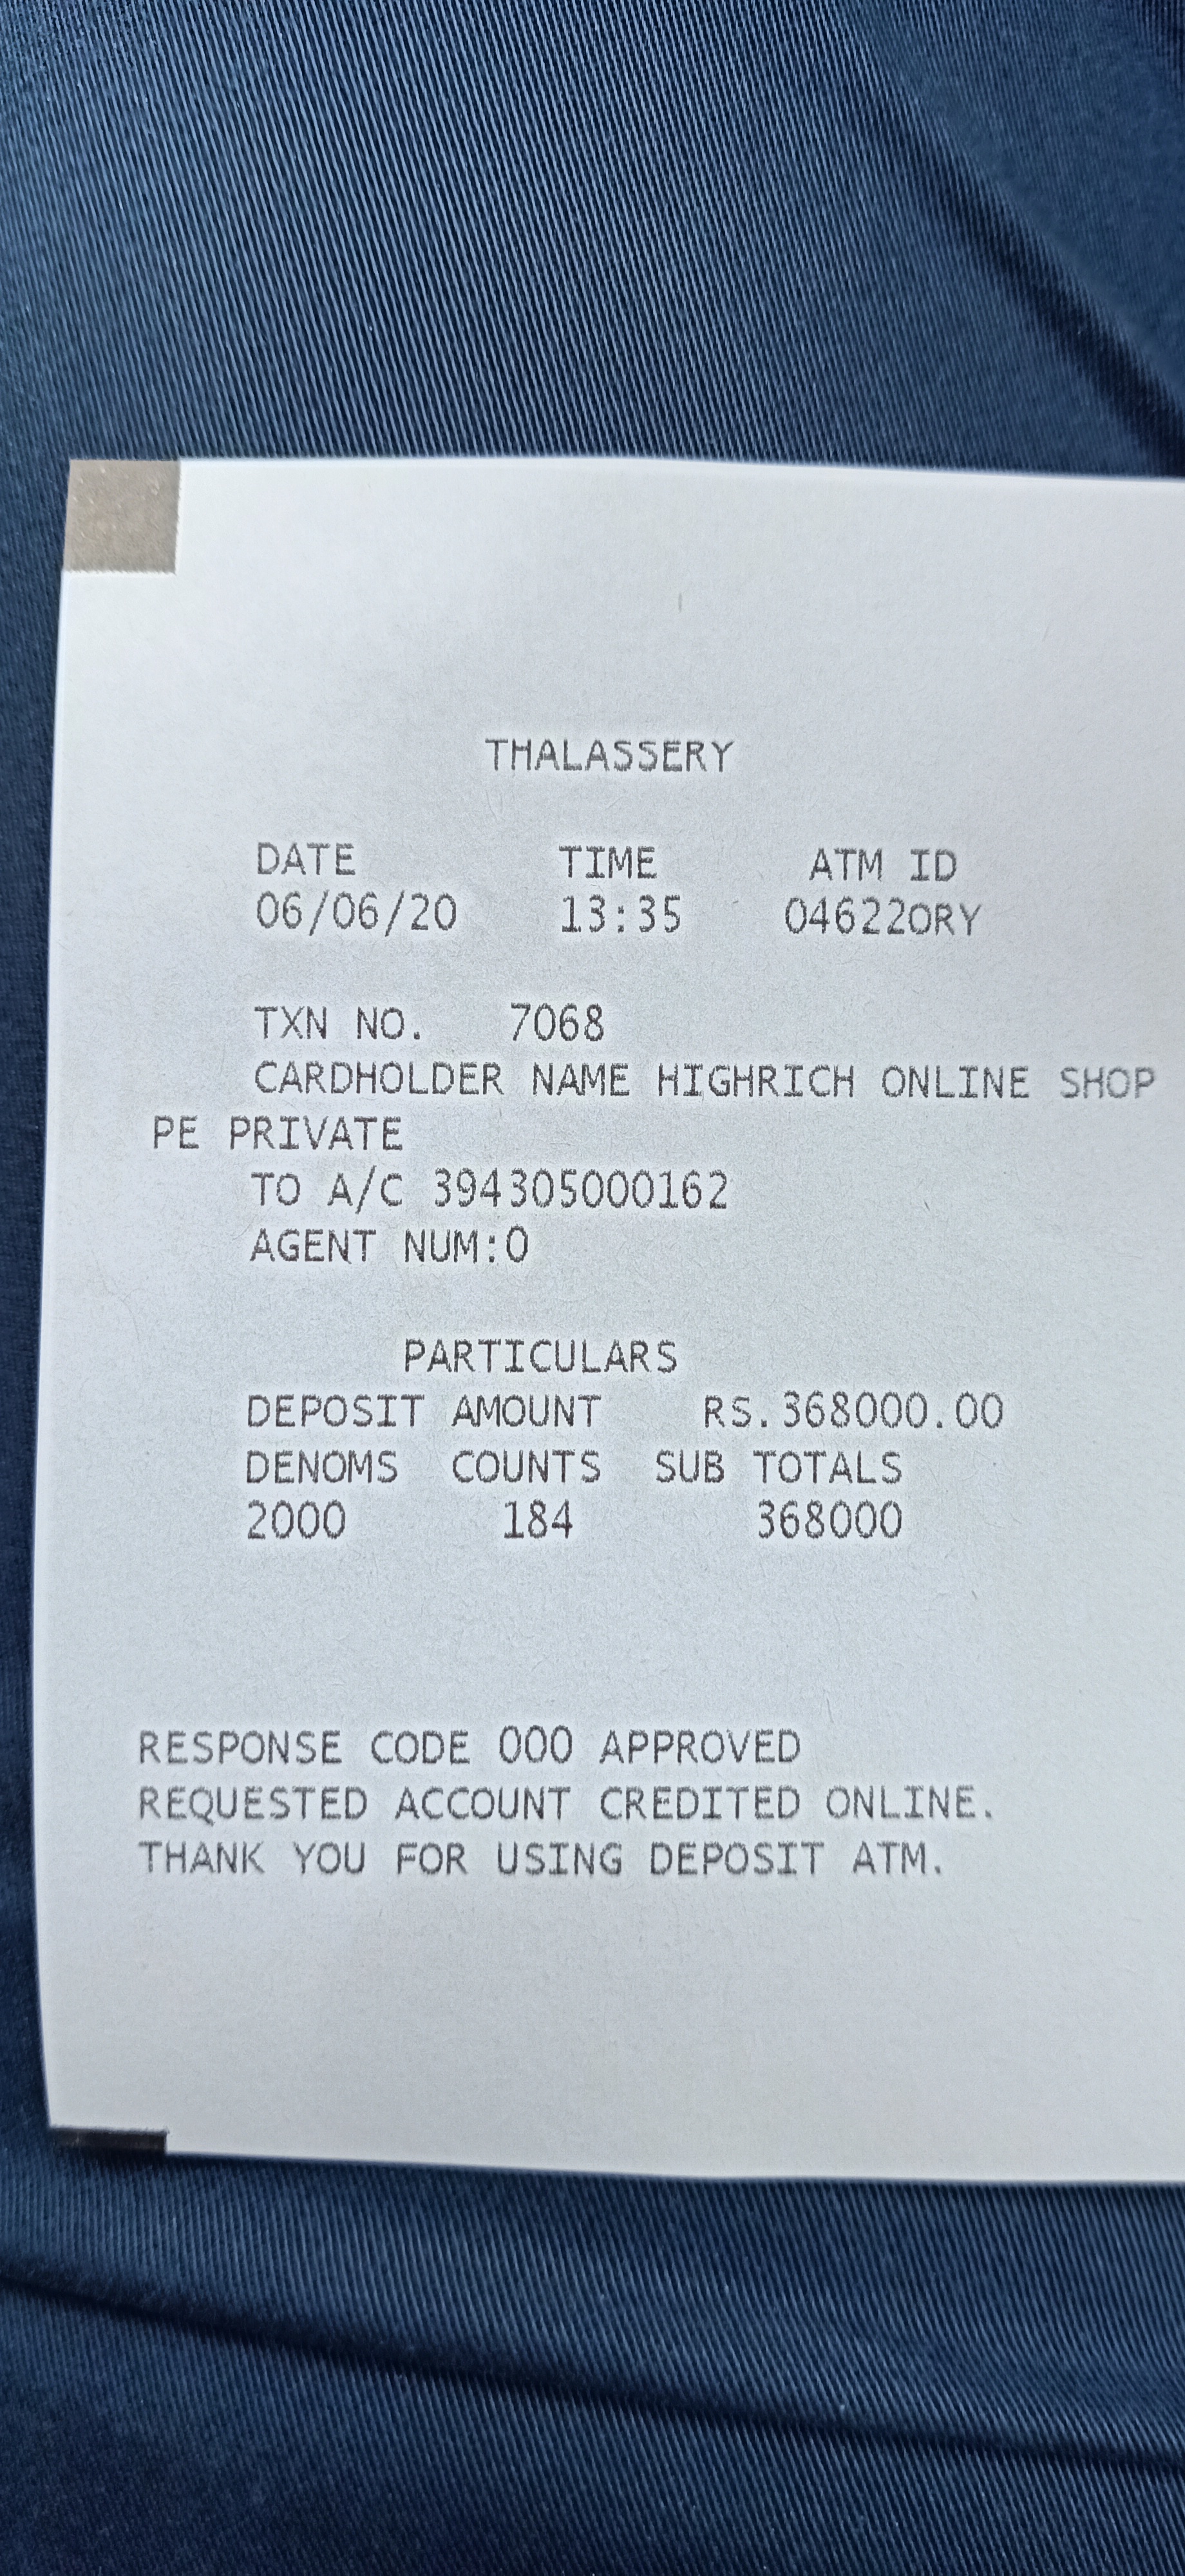 THALASSERY
DATE TIME ATM ID
06/06/20 13:35 04622ORY
TXN NO. 7068
CARDHOLDER NAME HIGHRICH ONLINE SHOP
PE PRIVATE
TO A/C 394305000162
AGENT NUM:0
PARTICULARS
DEPOSIT AMOUNT RS.368000.00
DENOMS COUNTS SUB TOTALS
2000 184 368000
RESPONSE CODE 000 APPROVED
REQUESTED ACCOUNT CREDITED ONLINE.
THANK YOU FOR USING DEPOSIT ATM.